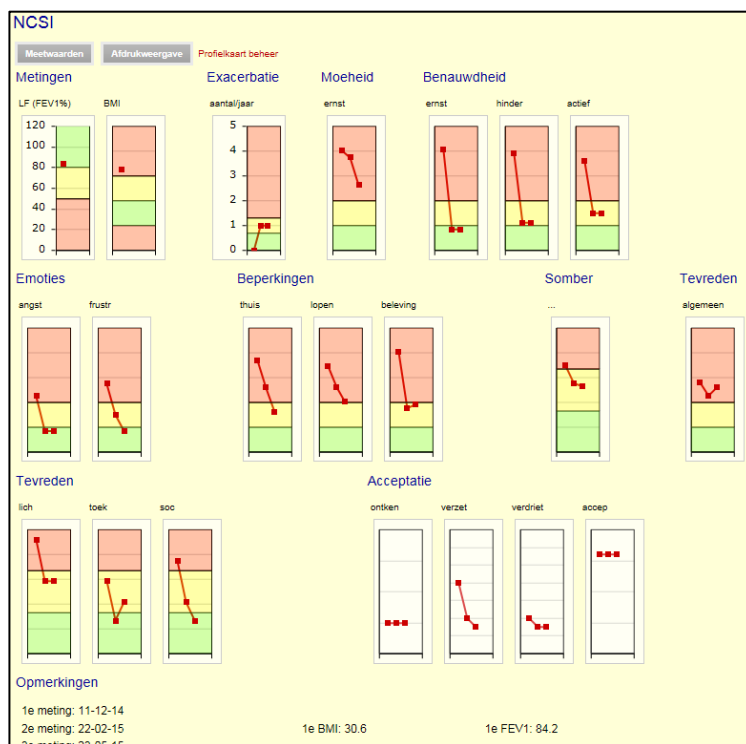 NCSI
Meetwaarden Afdrukweergave Profielkaart beheer
Metingen Exacerbatie Moeheid Benauwdheid
LF (FEV1%) BMI aantal/jaar ernst ernst hinder actief
120 5
100 4
80 3
60
40 2
20 1
0 0
Emoties Beperkingen Somber Tevreden
angst frustr thuis lopen beleving ... algemeen
Tevreden Acceptatie
lich toek soc ontken verzet verdriet accep
Opmerkingen
1e meting: 11-12-14
2e meting: 22-02-15 1e BMI: 30.6 1e FEV1: 84.2